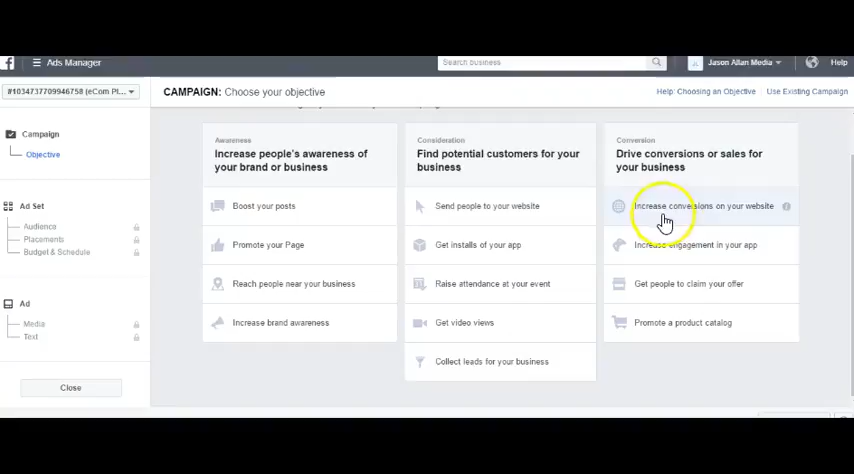 Ads Manager
Search business
Jason Allan Media
Help
#1034737709946758 (eCom Pl...
CAMPAIGN: Choose your objective
Help: Choosing an Objective
Use Existing Campaign
Campaign
Objective
Ad Set
Audience
Placements
Budget & Schedule
Ad
Media
Text
Close
Awareness
Increase people's awareness of
your brand or business
Boost your posts
Promote your Page
Reach people near your business
Increase brand awareness
Consideration
Find potential customers for your
business
Send people to your website
Get installs of your app
Raise attendance at your event
Get video views
Collect leads for your business
Conversion
Drive conversions or sales for
your business
Increase conversions on your website
Increase engagement in your app
Get people to claim your offer
Promote a product catalog